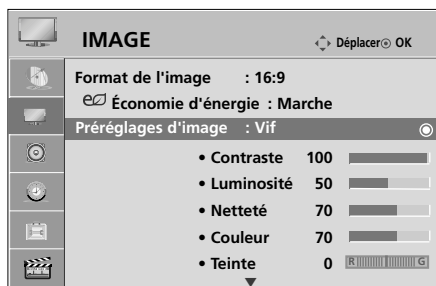 IMAGE Déplacer OK
Format de l'image : 16:9
Économie d'énergie : Marche
Préréglages d'image : Vif
• Contraste 100
• Luminosité 50
• Netteté 70
• Couleur 70
• Teinte 0 R G